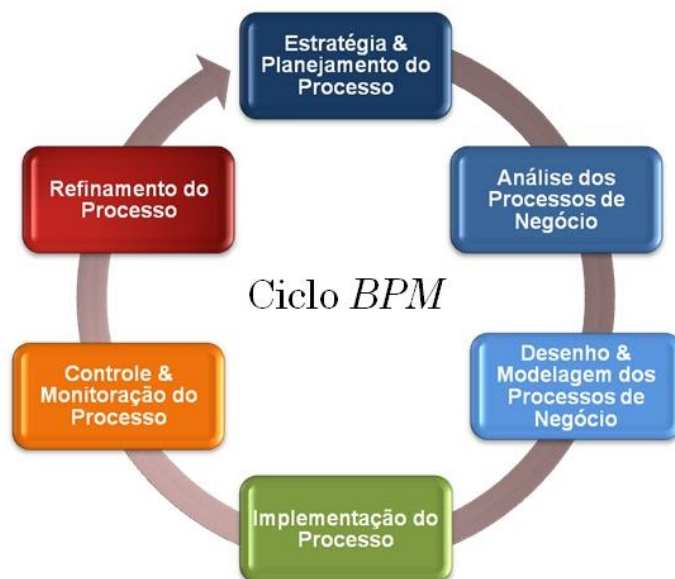 Estratégia &
Planejamento do
Processo
Análise dos
Processos de
Negócio
Desenho &
Modelagem dos
Processos de
Negócio
Implementação do
Processo
Controle &
Monitoração do
Processo
Refinamento do
Processo
Ciclo BPM